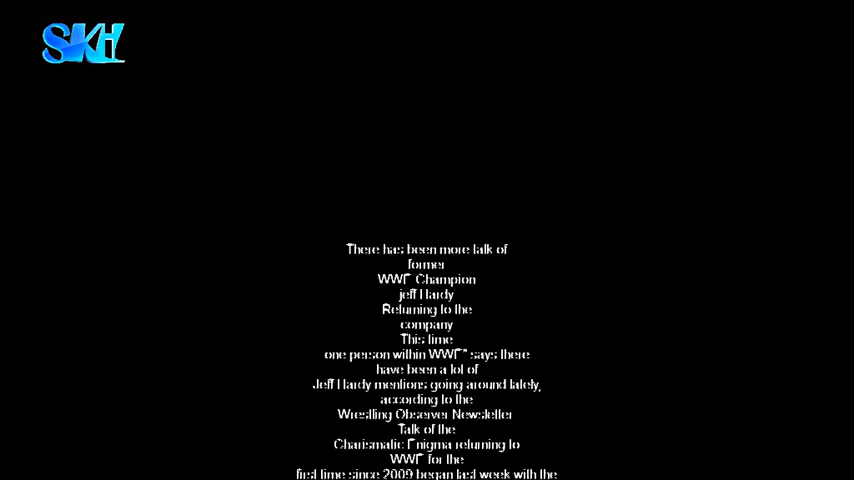 SKH
There has been more talk of
former
WWE Champion
jeff Hardy
Returning to the
company
This time
one person within WWE" says there
have been a lot of
Jeff Hardy mentions going around lately,
according to the
Wrestling Observer Newsletter
Talk of the
Charismatic Enigma returning to
WWE for the
first time since 2009 began last week with the